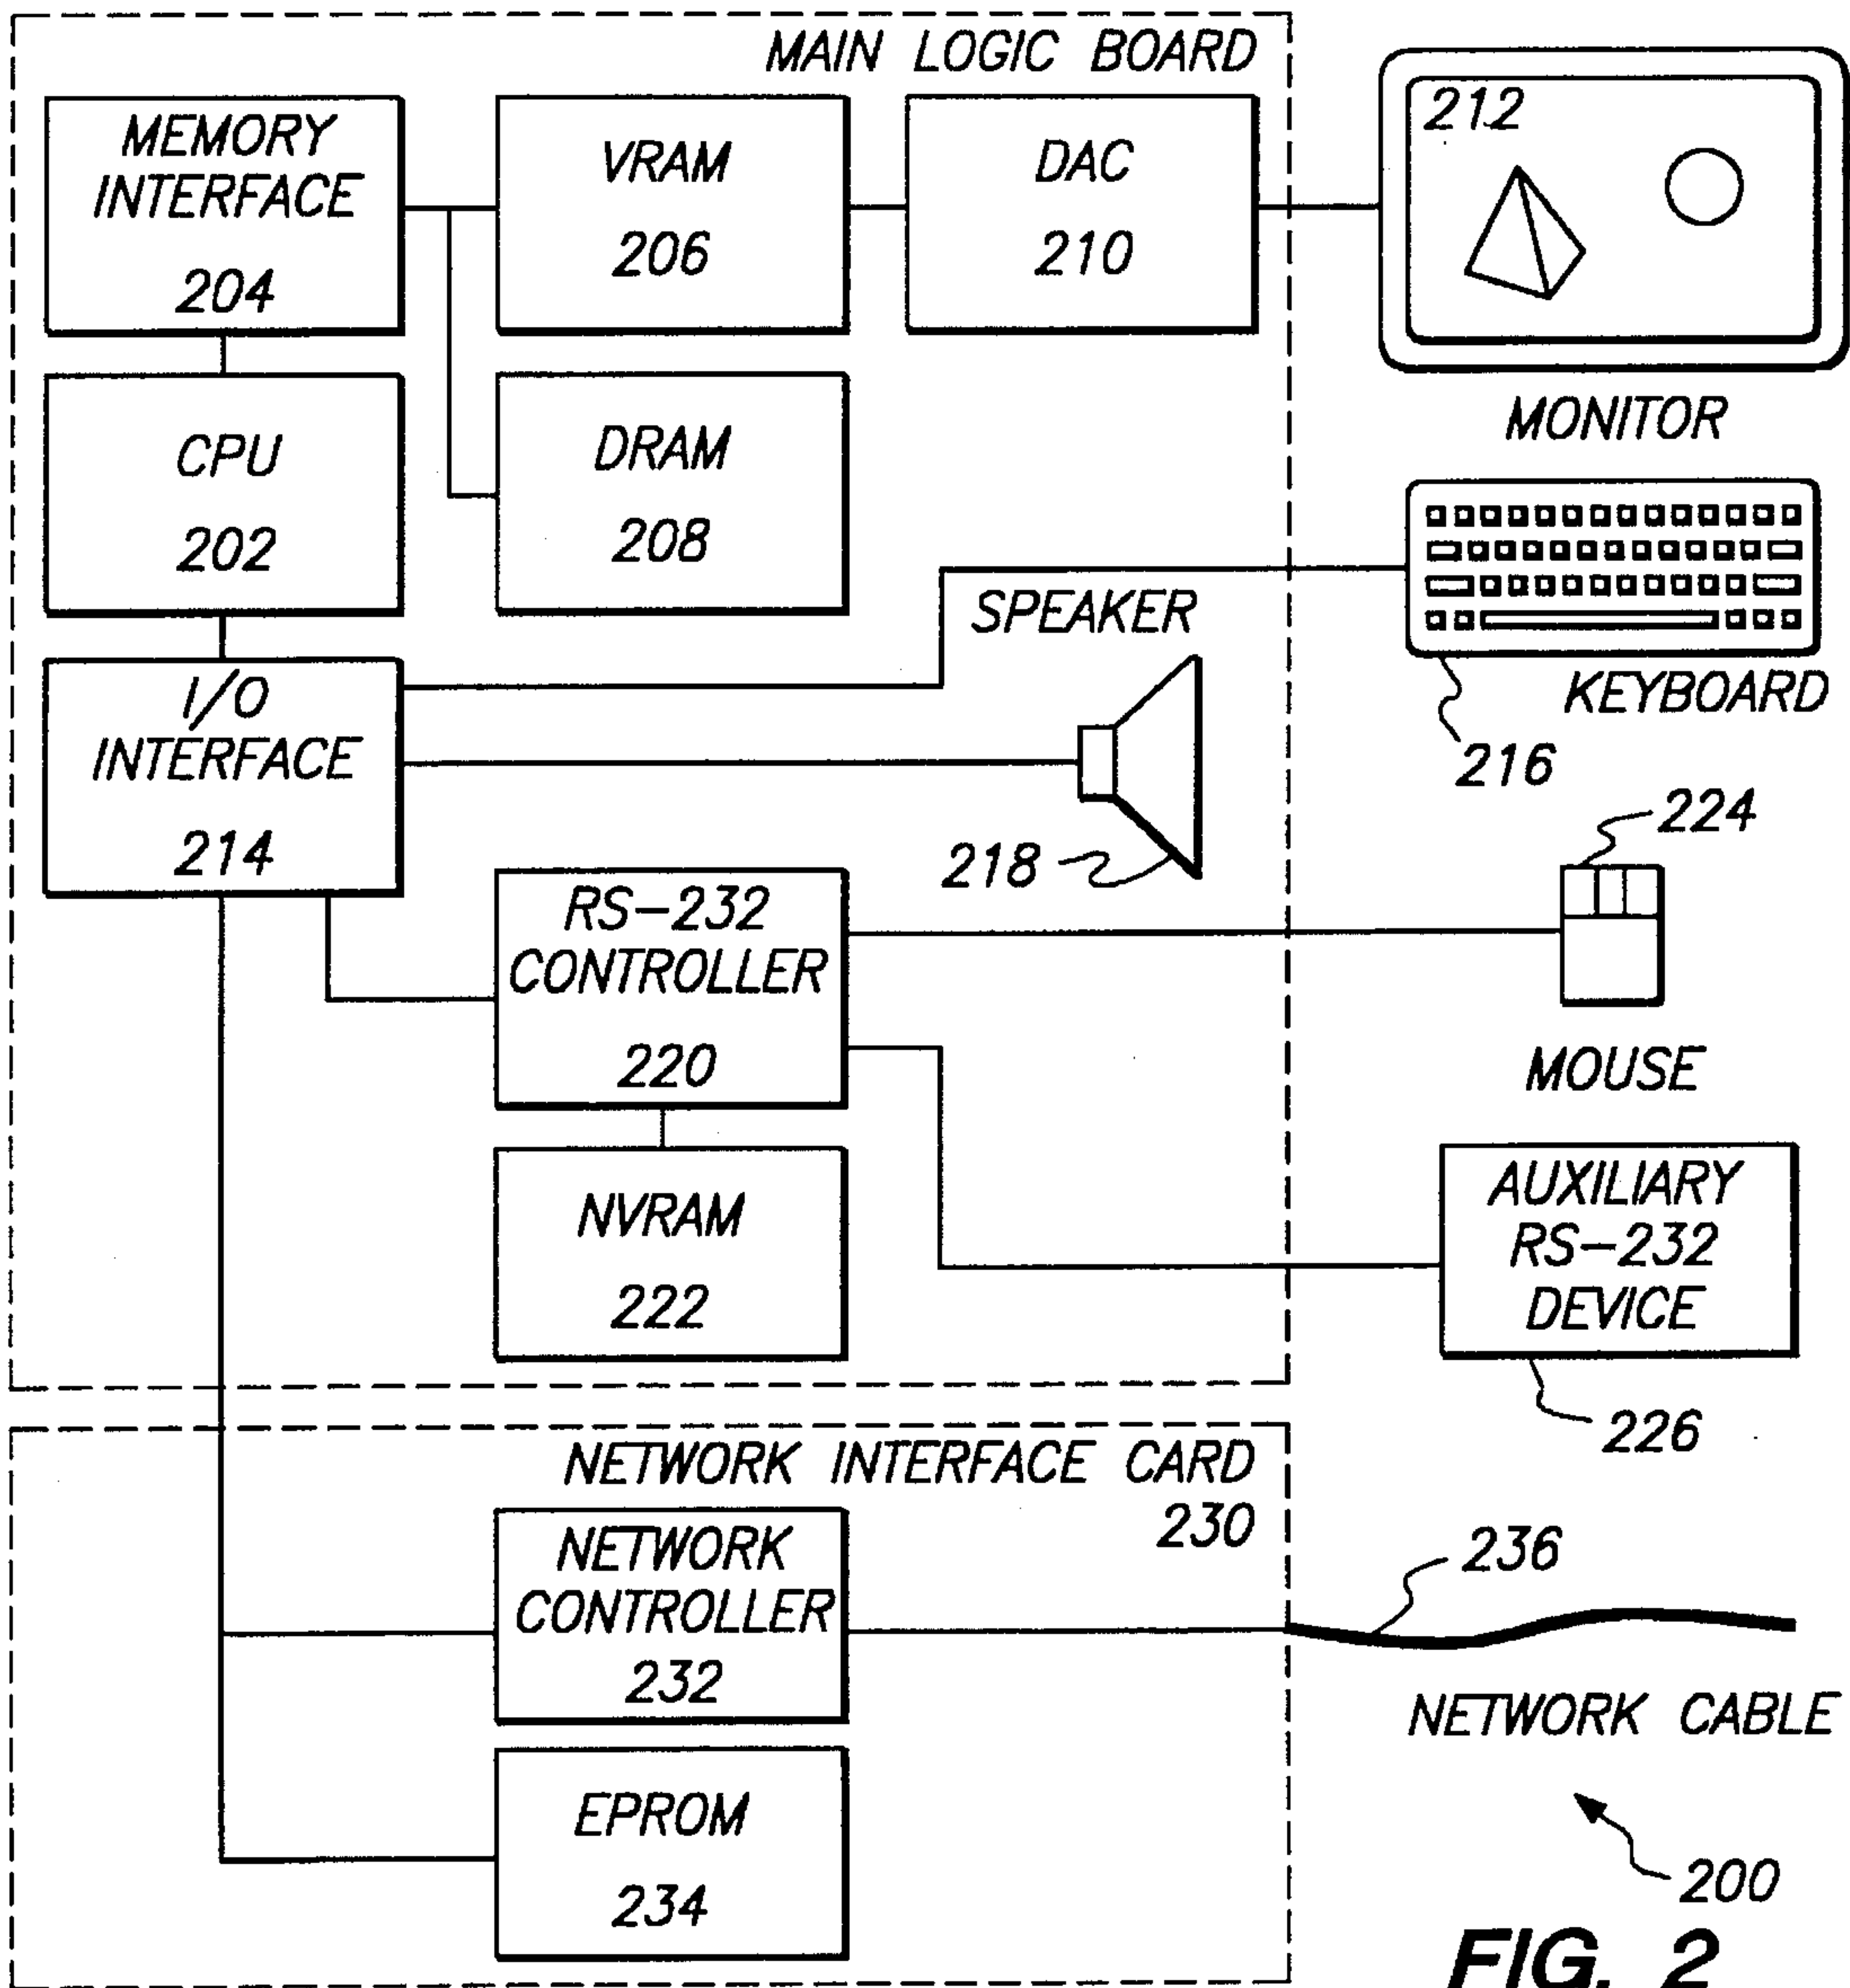 MAIN LOGIC BOARD
MEMORY
INTERFACE
204
VRAM
206
DAC
210
212
MONITOR
CPU
202
DRAM
208
SPEAKER
KEYBOARD
216
I/O
INTERFACE
214
218
224
RS-232
CONTROLLER
220
MOUSE
NVRAM
222
AUXILIARY
RS-232
DEVICE
226
NETWORK INTERFACE CARD
230
NETWORK
CONTROLLER
232
236
NETWORK CABLE
EPROM
234
200
FIG. 2